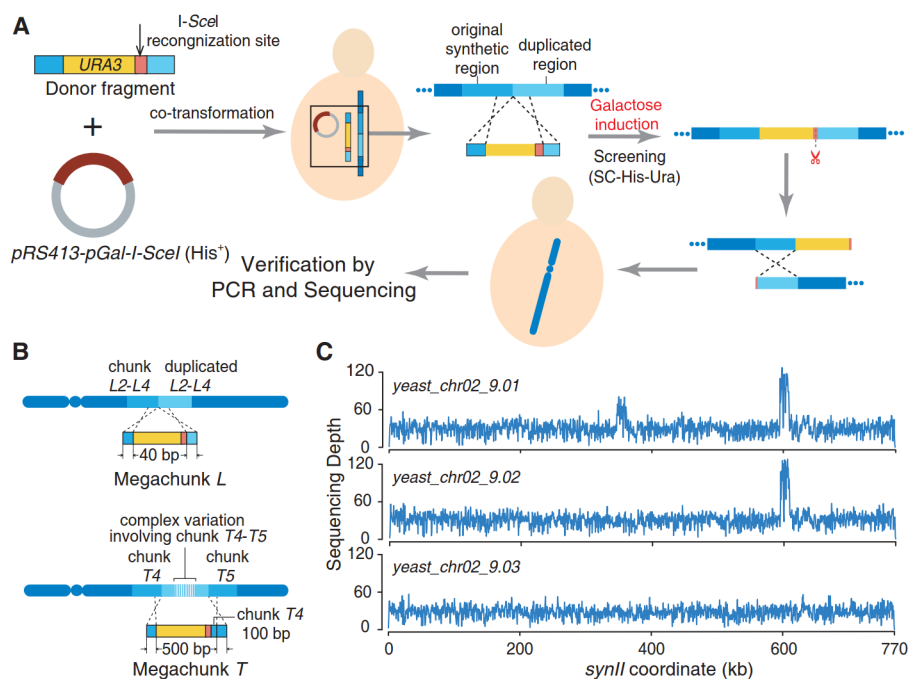 A
I-SceI
recongnization site
URA3
Donor fragment
+
co-transformation
pRS413-pGal-I-SceI (His+)
original
synthetic
region
duplicated
region
Galactose
induction
Screening
(SC-His-Ura)
Verification by
PCR and Sequencing
B
chunk
L2-L4
duplicated
L2-L4
40 bp
Megachunk L
complex variation
involving chunk T4-T5
chunk
T4
chunk
T5
chunk T4
100 bp
500 bp
Megachunk T
C
Sequencing Depth
120
60
0
yeast_chr02_9.01
120
60
0
yeast_chr02_9.02
120
60
0
yeast_chr02_9.03
0
200
400
600
770
synII coordinate (kb)